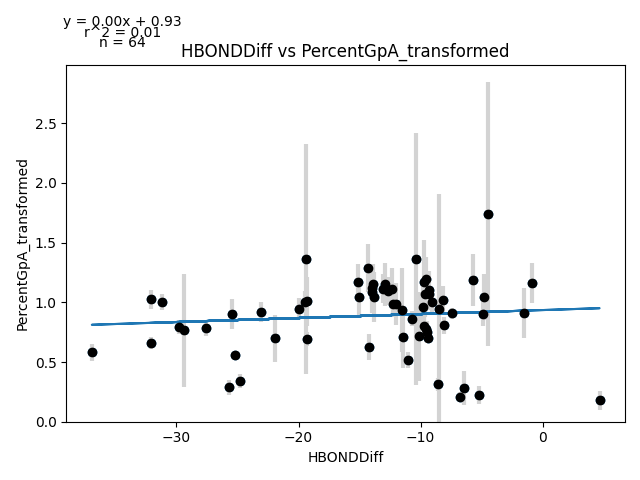 y = 0.00x + 0.93
r^2 = 0.01
n = 64
HBONDDiff vs PercentGpA_transformed
PercentGpA_transformed
2.5
2.0
1.5
1.0
0.5
0.0
−30
−20
−10
0
HBONDDiff